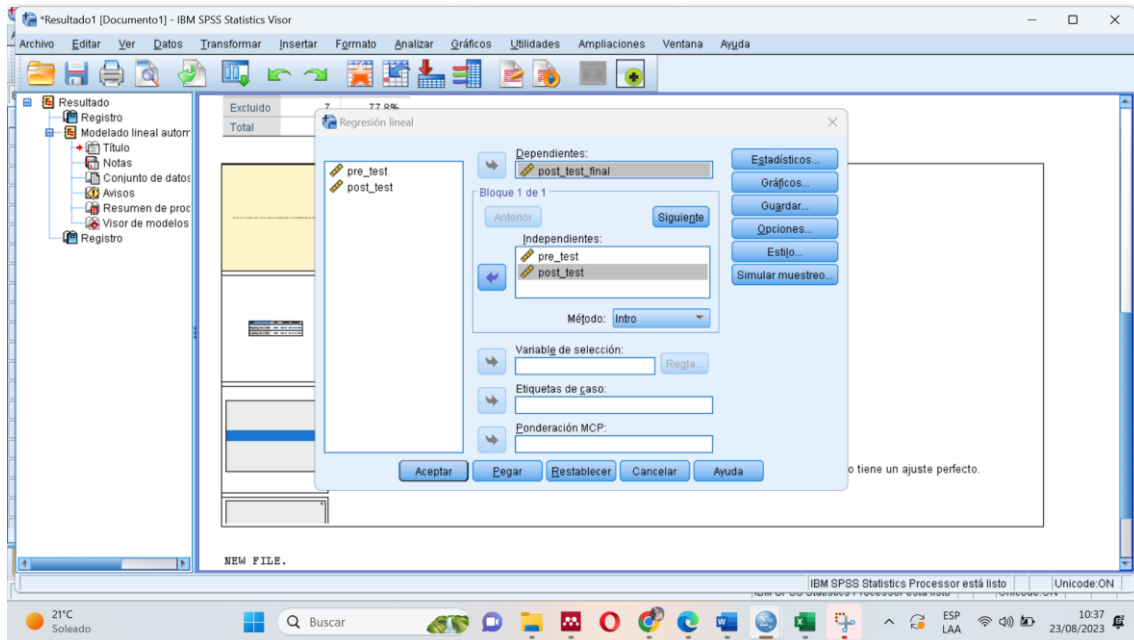 *Resultado1 [Documento1] - IBM SPSS Statistics Visor
Archivo Editar Ver Datos Transformar Insertar Formato Analizar Gráficos Utilidades Ampliaciones Ventana Ayuda
Resultado
Registro
Modelado lineal autom
Título
Notas
Conjunto de datos
Avisos
Resumen de proc
Visor de modelos
Registro
Excluido 7 77,8%
Total
Regresión lineal
pre_test
post_test
Dependientes:
post_test_final
Bloque 1 de 1
Anterior Siguiente
Independientes:
pre_test
post_test
Método: Intro
Variable de selección:
Regla...
Etiquetas de caso:
Ponderación MCP:
Estadísticos...
Gráficos...
Guardar...
Opciones...
Estilo...
Simular muestreo...
Aceptar Pegar Restablecer Cancelar Ayuda
o tiene un ajuste perfecto.
NEW FILE.
IBM SPSS Statistics Processor está listo Unicode:ON
21°C
Soleado
Buscar
ESP
LAA
10:37
23/08/2023